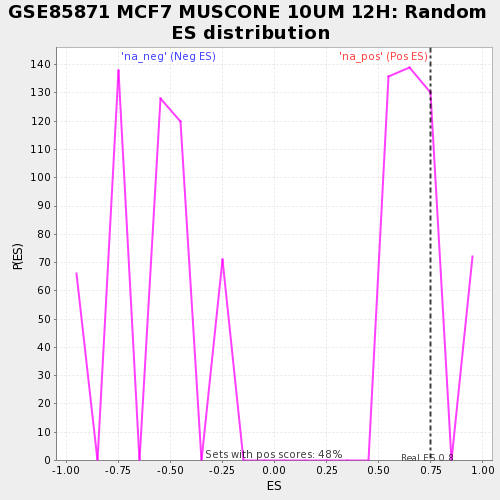 GSE85871 MCF7 MUSCONE 10UM 12H: Random
ES distribution
'na_neg' (Neg ES)
'na_pos' (Pos ES)
140
130
120
110
100
90
80
70
60
50
40
30
20
10
0
P(ES)
Sets with pos scores: 48%
Real ES 0.8
-1.00 -0.75 -0.50 -0.25 0.00 0.25 0.50 0.75 1.00
ES